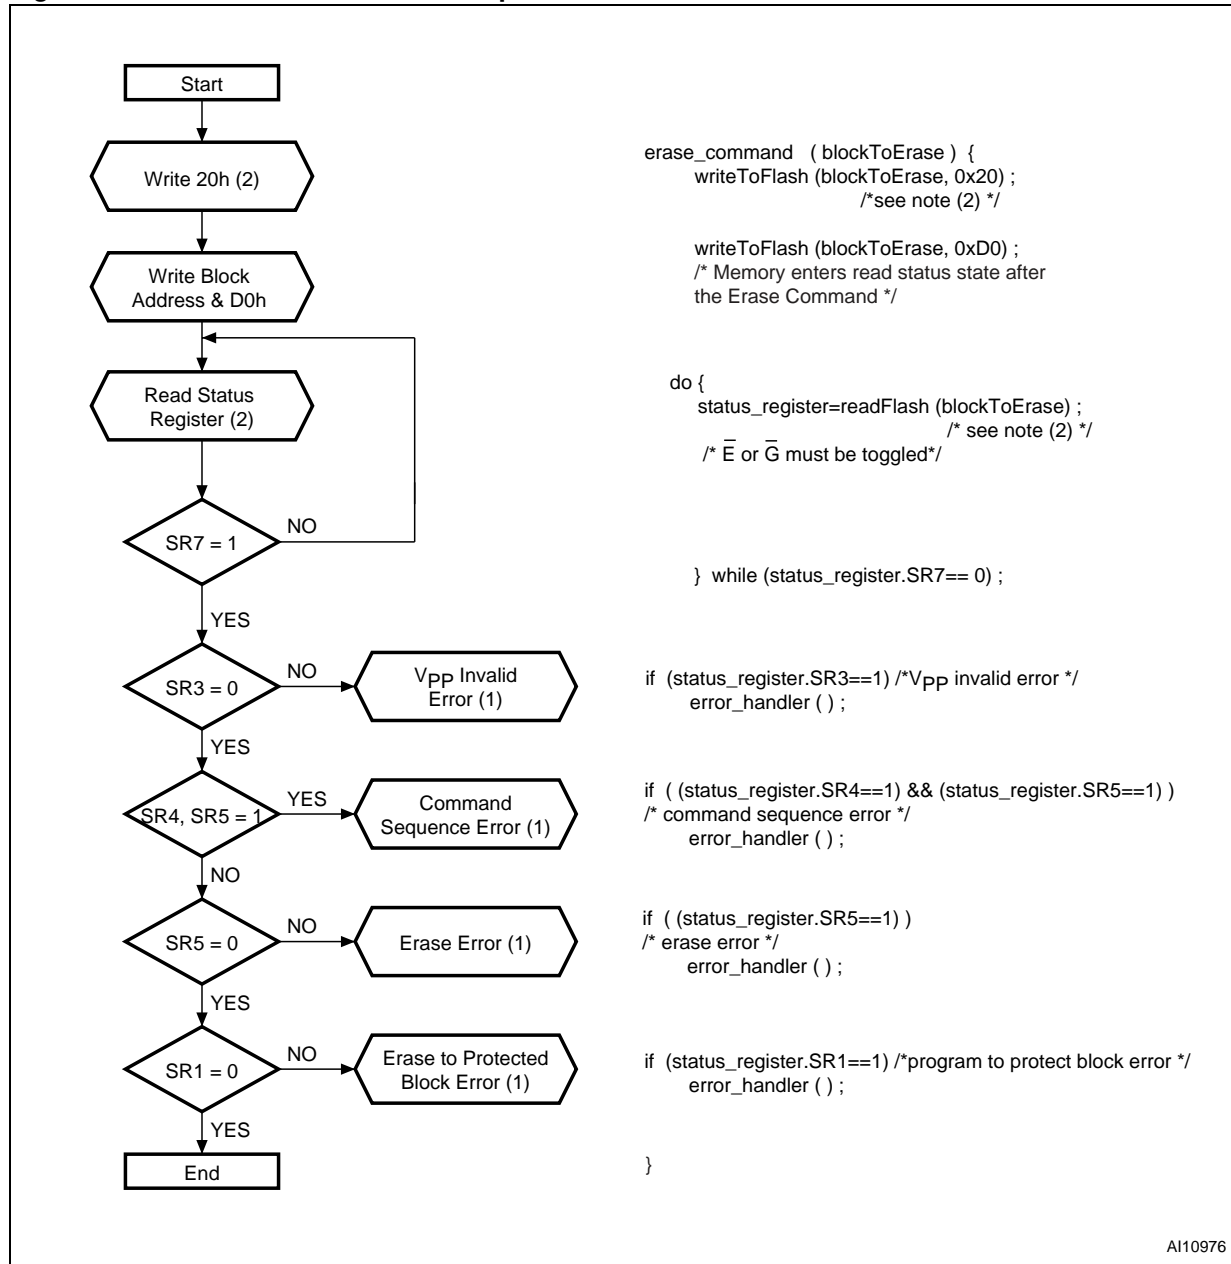 Start
Write 20h (2)
Write Block
Address & D0h
Read Status
Register (2)
SR7 = 1
NO
YES
SR3 = 0
NO
VPP Invalid
Error (1)
YES
SR4, SR5 = 1
YES
Command
Sequence Error (1)
NO
SR5 = 0
NO
Erase Error (1)
YES
SR1 = 0
NO
Erase to Protected
Block Error (1)
YES
End
erase_command ( blockToErase ) {
writeToFlash (blockToErase, 0x20) ;
/*see note (2) */
writeToFlash (blockToErase, 0xD0) ;
/* Memory enters read status state after
the Erase Command */
do {
status_register=readFlash (blockToErase) ;
/* see note (2) */
/* E̅ or G̅ must be toggled*/
} while (status_register.SR7== 0) ;
if (status_register.SR3==1) /*VPP invalid error */
error_handler ( ) ;
if ( (status_register.SR4==1) && (status_register.SR5==1) )
/* command sequence error */
error_handler ( ) ;
if ( (status_register.SR5==1) )
/* erase error */
error_handler ( ) ;
if (status_register.SR1==1) /*program to protect block error */
error_handler ( ) ;
}
AI10976